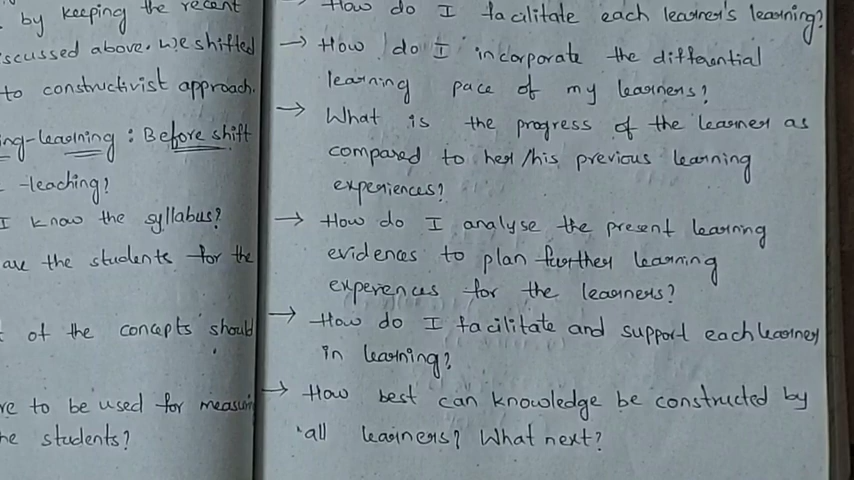 by keeping the recent
scussed above. We shifted
to constructivist approach.
ng-learning : Before shift
teaching?
I know the syllabus?
are the students for the
of the concepts should
re to be used for measurin
he students?
→ How do I facilitate each learner's learning?
→ How do I incorporate the differential
learning pace of my learners?
→ What is the progress of the learner as
compared to her/his previous learning
experiences?
→ How do I analyse the present learning
evidences to plan further learning
experiences for the learners?
→ How do I facilitate and support each learner
in learning?
→ How best can knowledge be constructed by
all learners? What next?